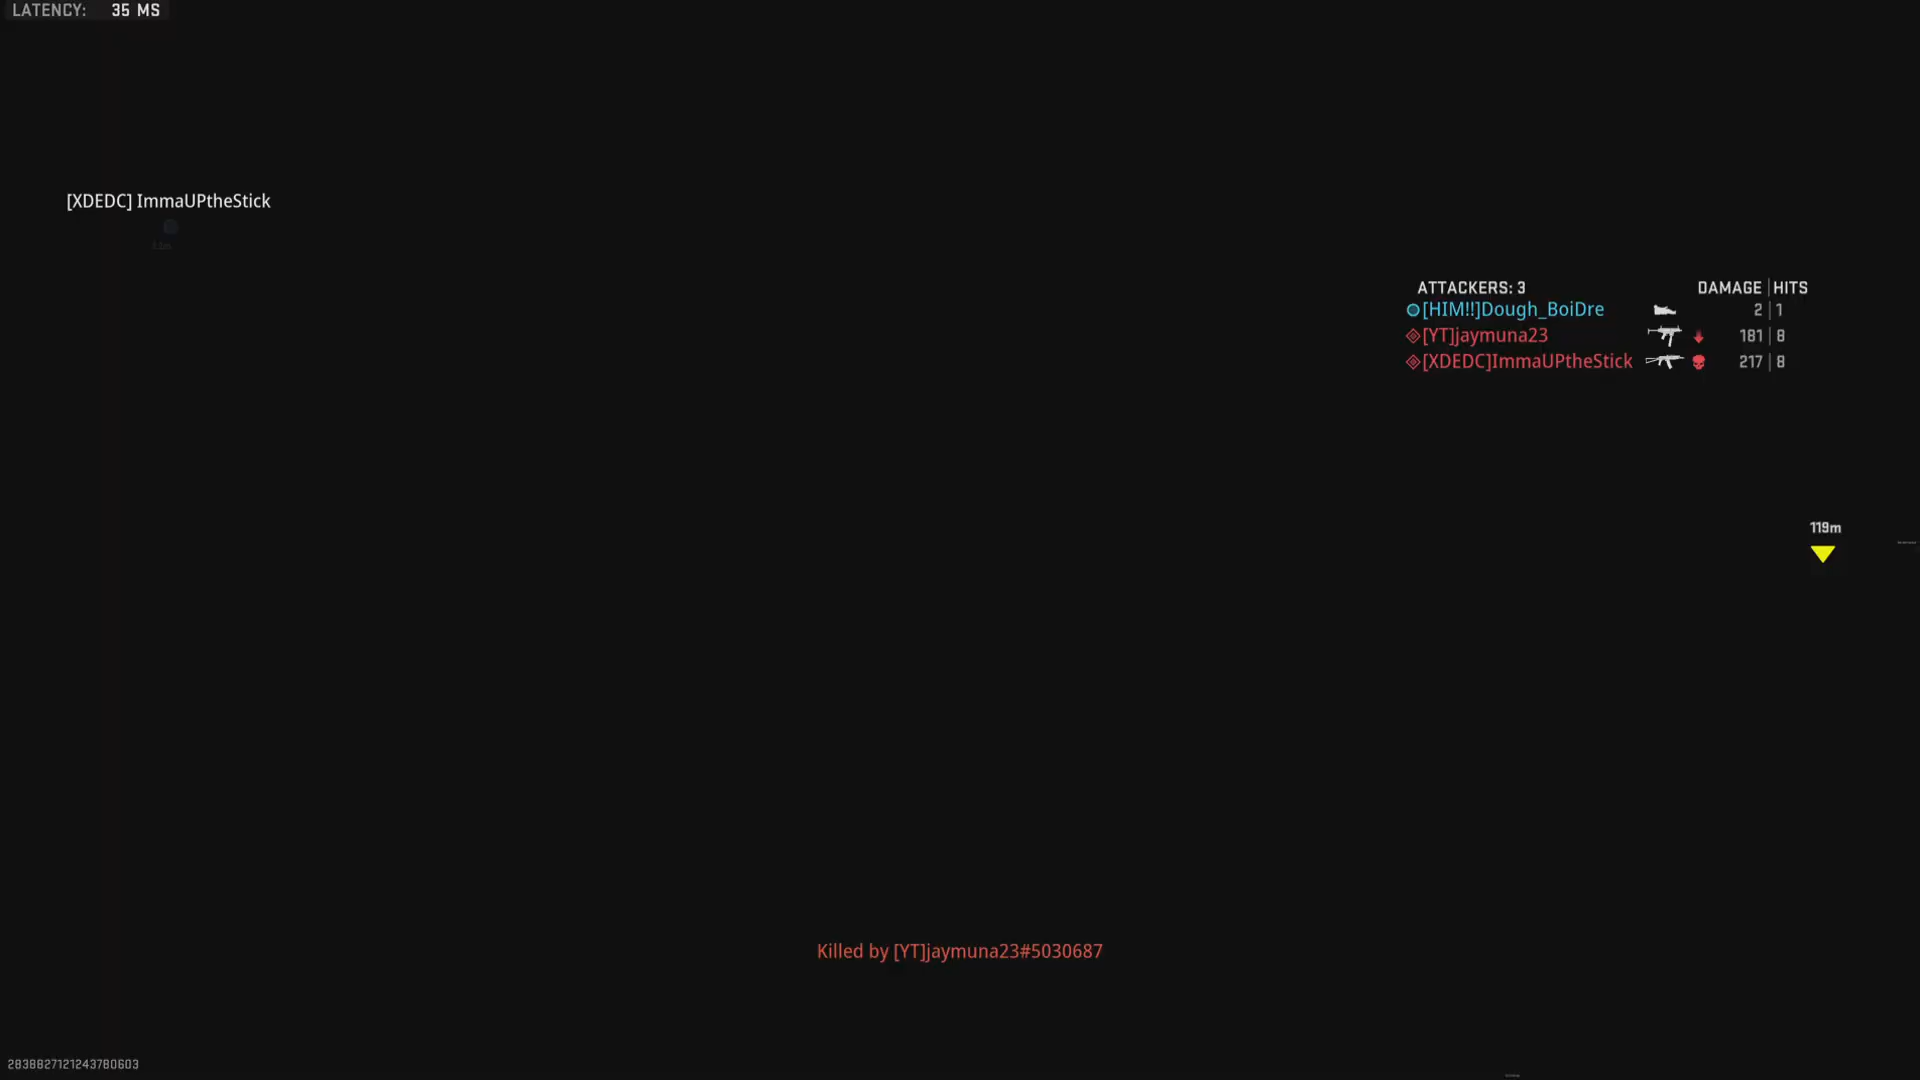 LATENCY: 35 MS
[XDEDC] ImmaUPtheStick
ATTACKERS: 3 DAMAGE HITS
[HIM!!]Dough_BoiDre 2 1
[YT]jaymuna23 181 8
[XDEDC]ImmaUPtheStick 217 8
119m
Killed by [YT]jaymuna23#5030687
2838827121243780603